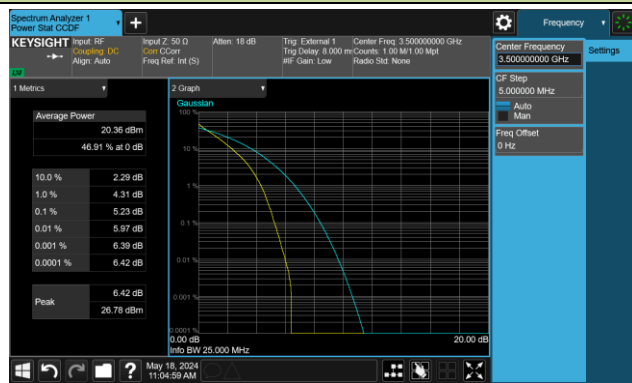 Spectrum Analyzer 1
Power Stat CCDF
Frequency
KEYSIGHT
Input: RF
Coupling: DC
Align: Auto
Input Z: 50 Ω
Corr CCorr
Freq Ref: Int (S)
Atten: 18 dB
Trig: External 1
Trig Delay: 8.000 m
#IF Gain: Low
Center Freq: 3.500000000 GHz
Counts: 1.00 M/1.00 Mpt
Radio Std: None
Center Frequency
3.500000000 GHz
Settings
CF Step
5.000000 MHz
Auto
Man
Freq Offset
0 Hz
1 Metrics
Average Power
20.36 dBm
46.91 % at 0 dB
10.0 % 2.29 dB
1.0 % 4.31 dB
0.1 % 5.23 dB
0.01 % 5.97 dB
0.001 % 6.39 dB
0.0001 % 6.42 dB
Peak
6.42 dB
26.78 dBm
2 Graph
Gaussian
100 %
10 %
1 %
0.1 %
0.01 %
0.001 %
0.0001 %
0.00 dB 20.00 dB
Info BW 25.000 MHz
May 18, 2024
11:04:59 AM